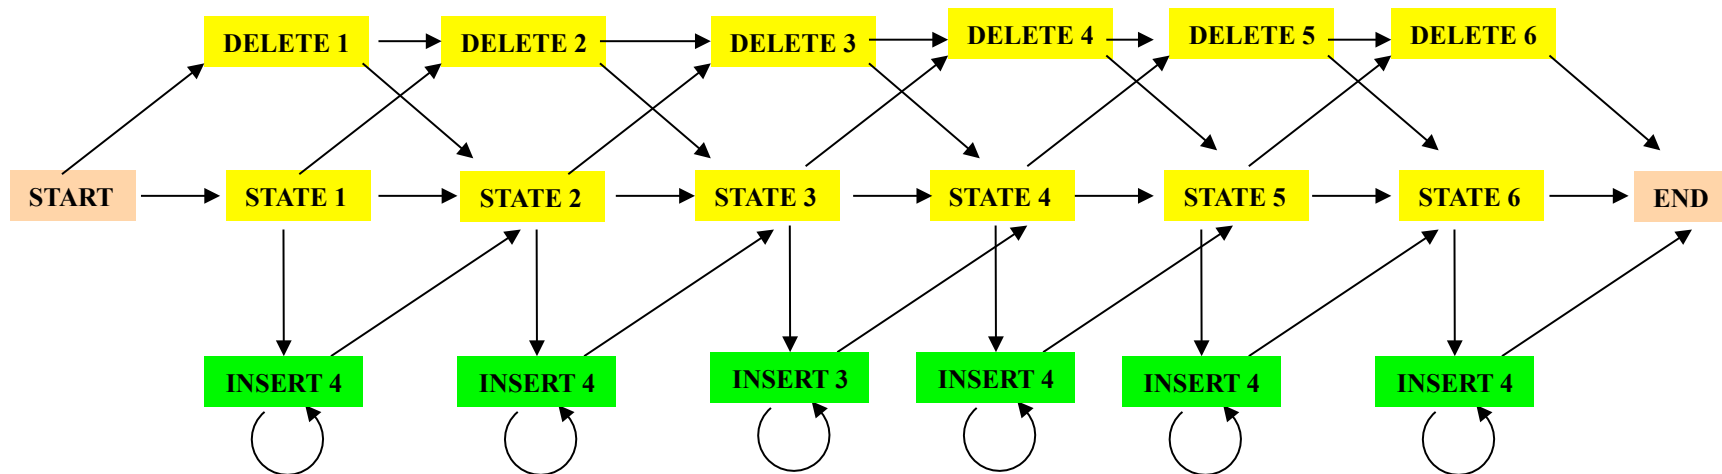 DELETE 1
DELETE 2
DELETE 3
DELETE 4
DELETE 5
DELETE 6
START
STATE 1
STATE 2
STATE 3
STATE 4
STATE 5
STATE 6
END
INSERT 4
INSERT 4
INSERT 3
INSERT 4
INSERT 4
INSERT 4